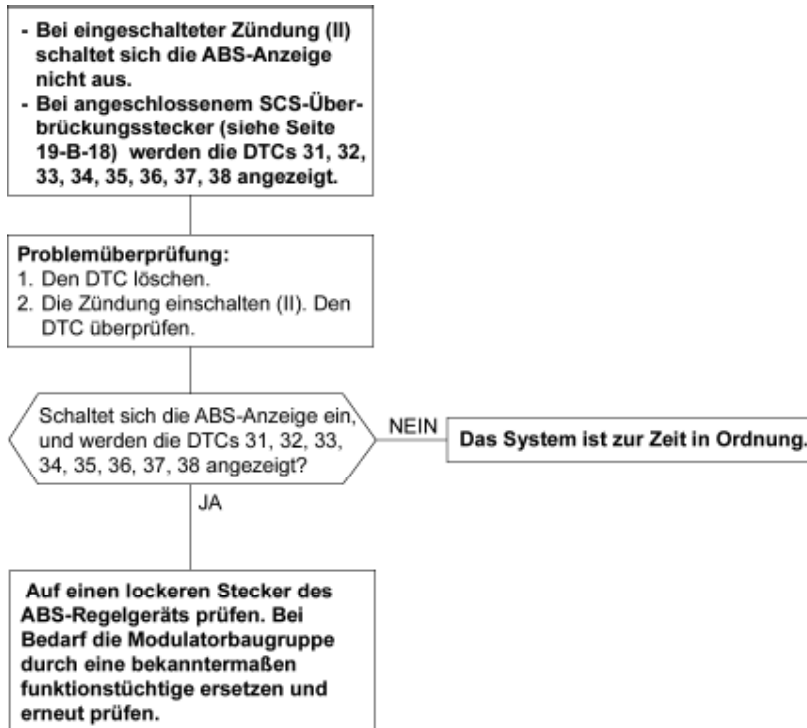 - Bei eingeschalteter Zündung (II)
schaltet sich die ABS-Anzeige
nicht aus.
- Bei angeschlossenem SCS-Über-
brückungsstecker (siehe Seite
19-B-18) werden die DTCs 31, 32,
33, 34, 35, 36, 37, 38 angezeigt.
Problemüberprüfung:
1. Den DTC löschen.
2. Die Zündung einschalten (II). Den
DTC überprüfen.
Schaltet sich die ABS-Anzeige ein,
und werden die DTCs 31, 32, 33,
34, 35, 36, 37, 38 angezeigt?
NEIN
Das System ist zur Zeit in Ordnung.
JA
Auf einen lockeren Stecker des
ABS-Regelgeräts prüfen. Bei
Bedarf die Modulatorbaugruppe
durch eine bekanntermaßen
funktionstüchtige ersetzen und
erneut prüfen.